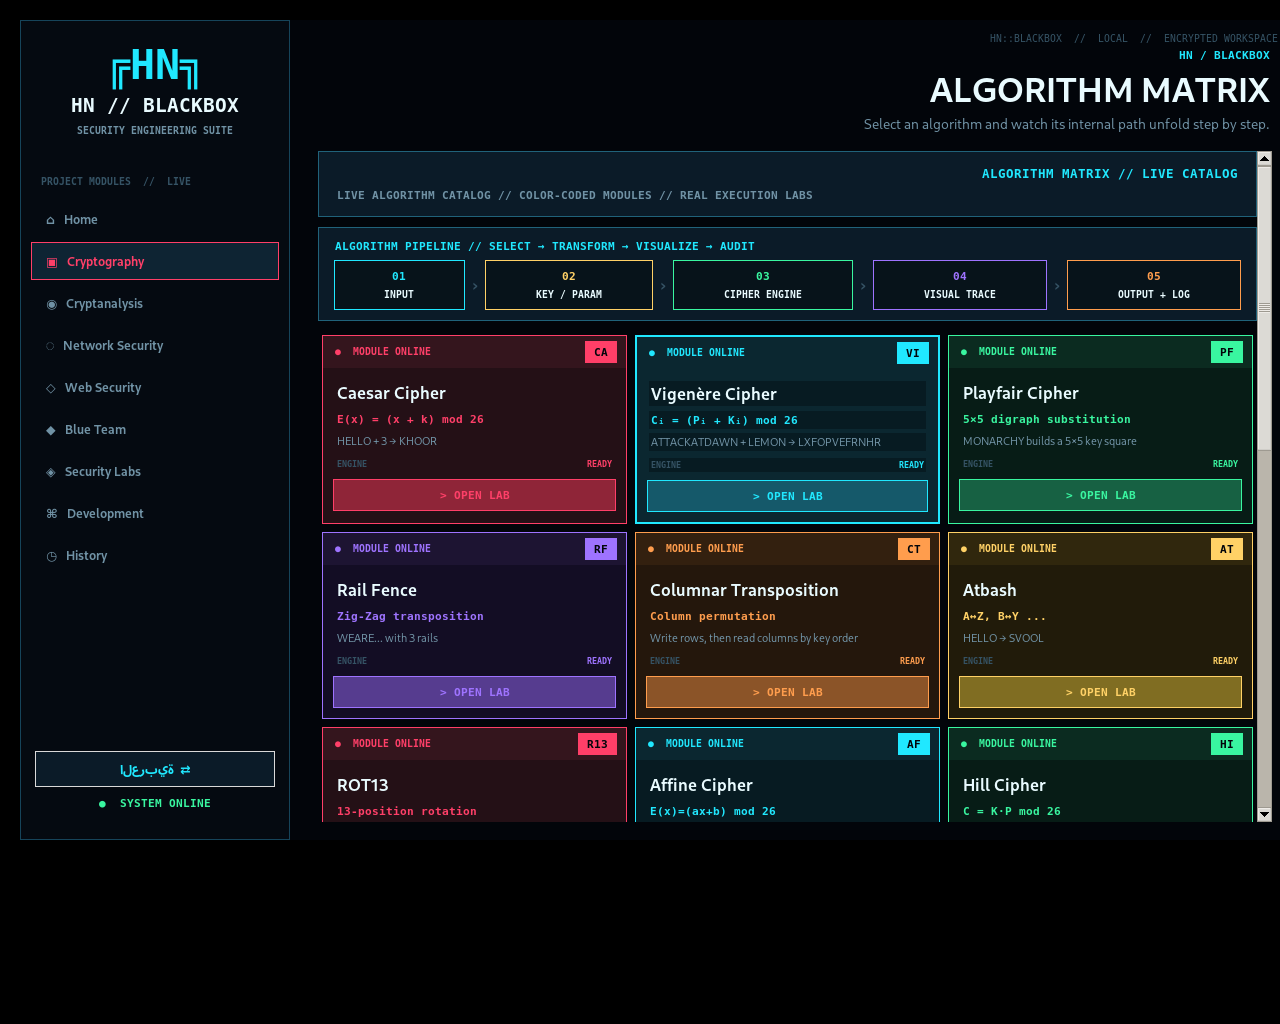 ╔HN╗
HN // BLACKBOX
SECURITY ENGINEERING SUITE
PROJECT MODULES // LIVE
⌂ Home
▣ Cryptography
◉ Cryptanalysis
◌ Network Security
◇ Web Security
◆ Blue Team
◈ Security Labs
⌘ Development
◷ History
العربية ⇄
● SYSTEM ONLINE
HN::BLACKBOX // LOCAL // ENCRYPTED WORKSPACE
HN / BLACKBOX
ALGORITHM MATRIX
Select an algorithm and watch its internal path unfold step by step.
ALGORITHM MATRIX // LIVE CATALOG
LIVE ALGORITHM CATALOG // COLOR-CODED MODULES // REAL EXECUTION LABS
ALGORITHM PIPELINE // SELECT → TRANSFORM → VISUALIZE → AUDIT
01
INPUT
›
02
KEY / PARAM
›
03
CIPHER ENGINE
›
04
VISUAL TRACE
›
05
OUTPUT + LOG
● MODULE ONLINE CA
Caesar Cipher
E(x) = (x + k) mod 26
HELLO + 3 → KHOOR
ENGINE READY
> OPEN LAB
● MODULE ONLINE VI
Vigenère Cipher
Cᵢ = (Pᵢ + Kᵢ) mod 26
ATTACKATDAWN + LEMON → LXFOPVEFRNHR
ENGINE READY
> OPEN LAB
● MODULE ONLINE PF
Playfair Cipher
5×5 digraph substitution
MONARCHY builds a 5×5 key square
ENGINE READY
> OPEN LAB
● MODULE ONLINE RF
Rail Fence
Zig-Zag transposition
WEARE... with 3 rails
ENGINE READY
> OPEN LAB
● MODULE ONLINE CT
Columnar Transposition
Column permutation
Write rows, then read columns by key order
ENGINE READY
> OPEN LAB
● MODULE ONLINE AT
Atbash
A↔Z, B↔Y ...
HELLO → SVOOL
ENGINE READY
> OPEN LAB
● MODULE ONLINE R13
ROT13
13-position rotation
● MODULE ONLINE AF
Affine Cipher
E(x)=(ax+b) mod 26
● MODULE ONLINE HI
Hill Cipher
C = K·P mod 26